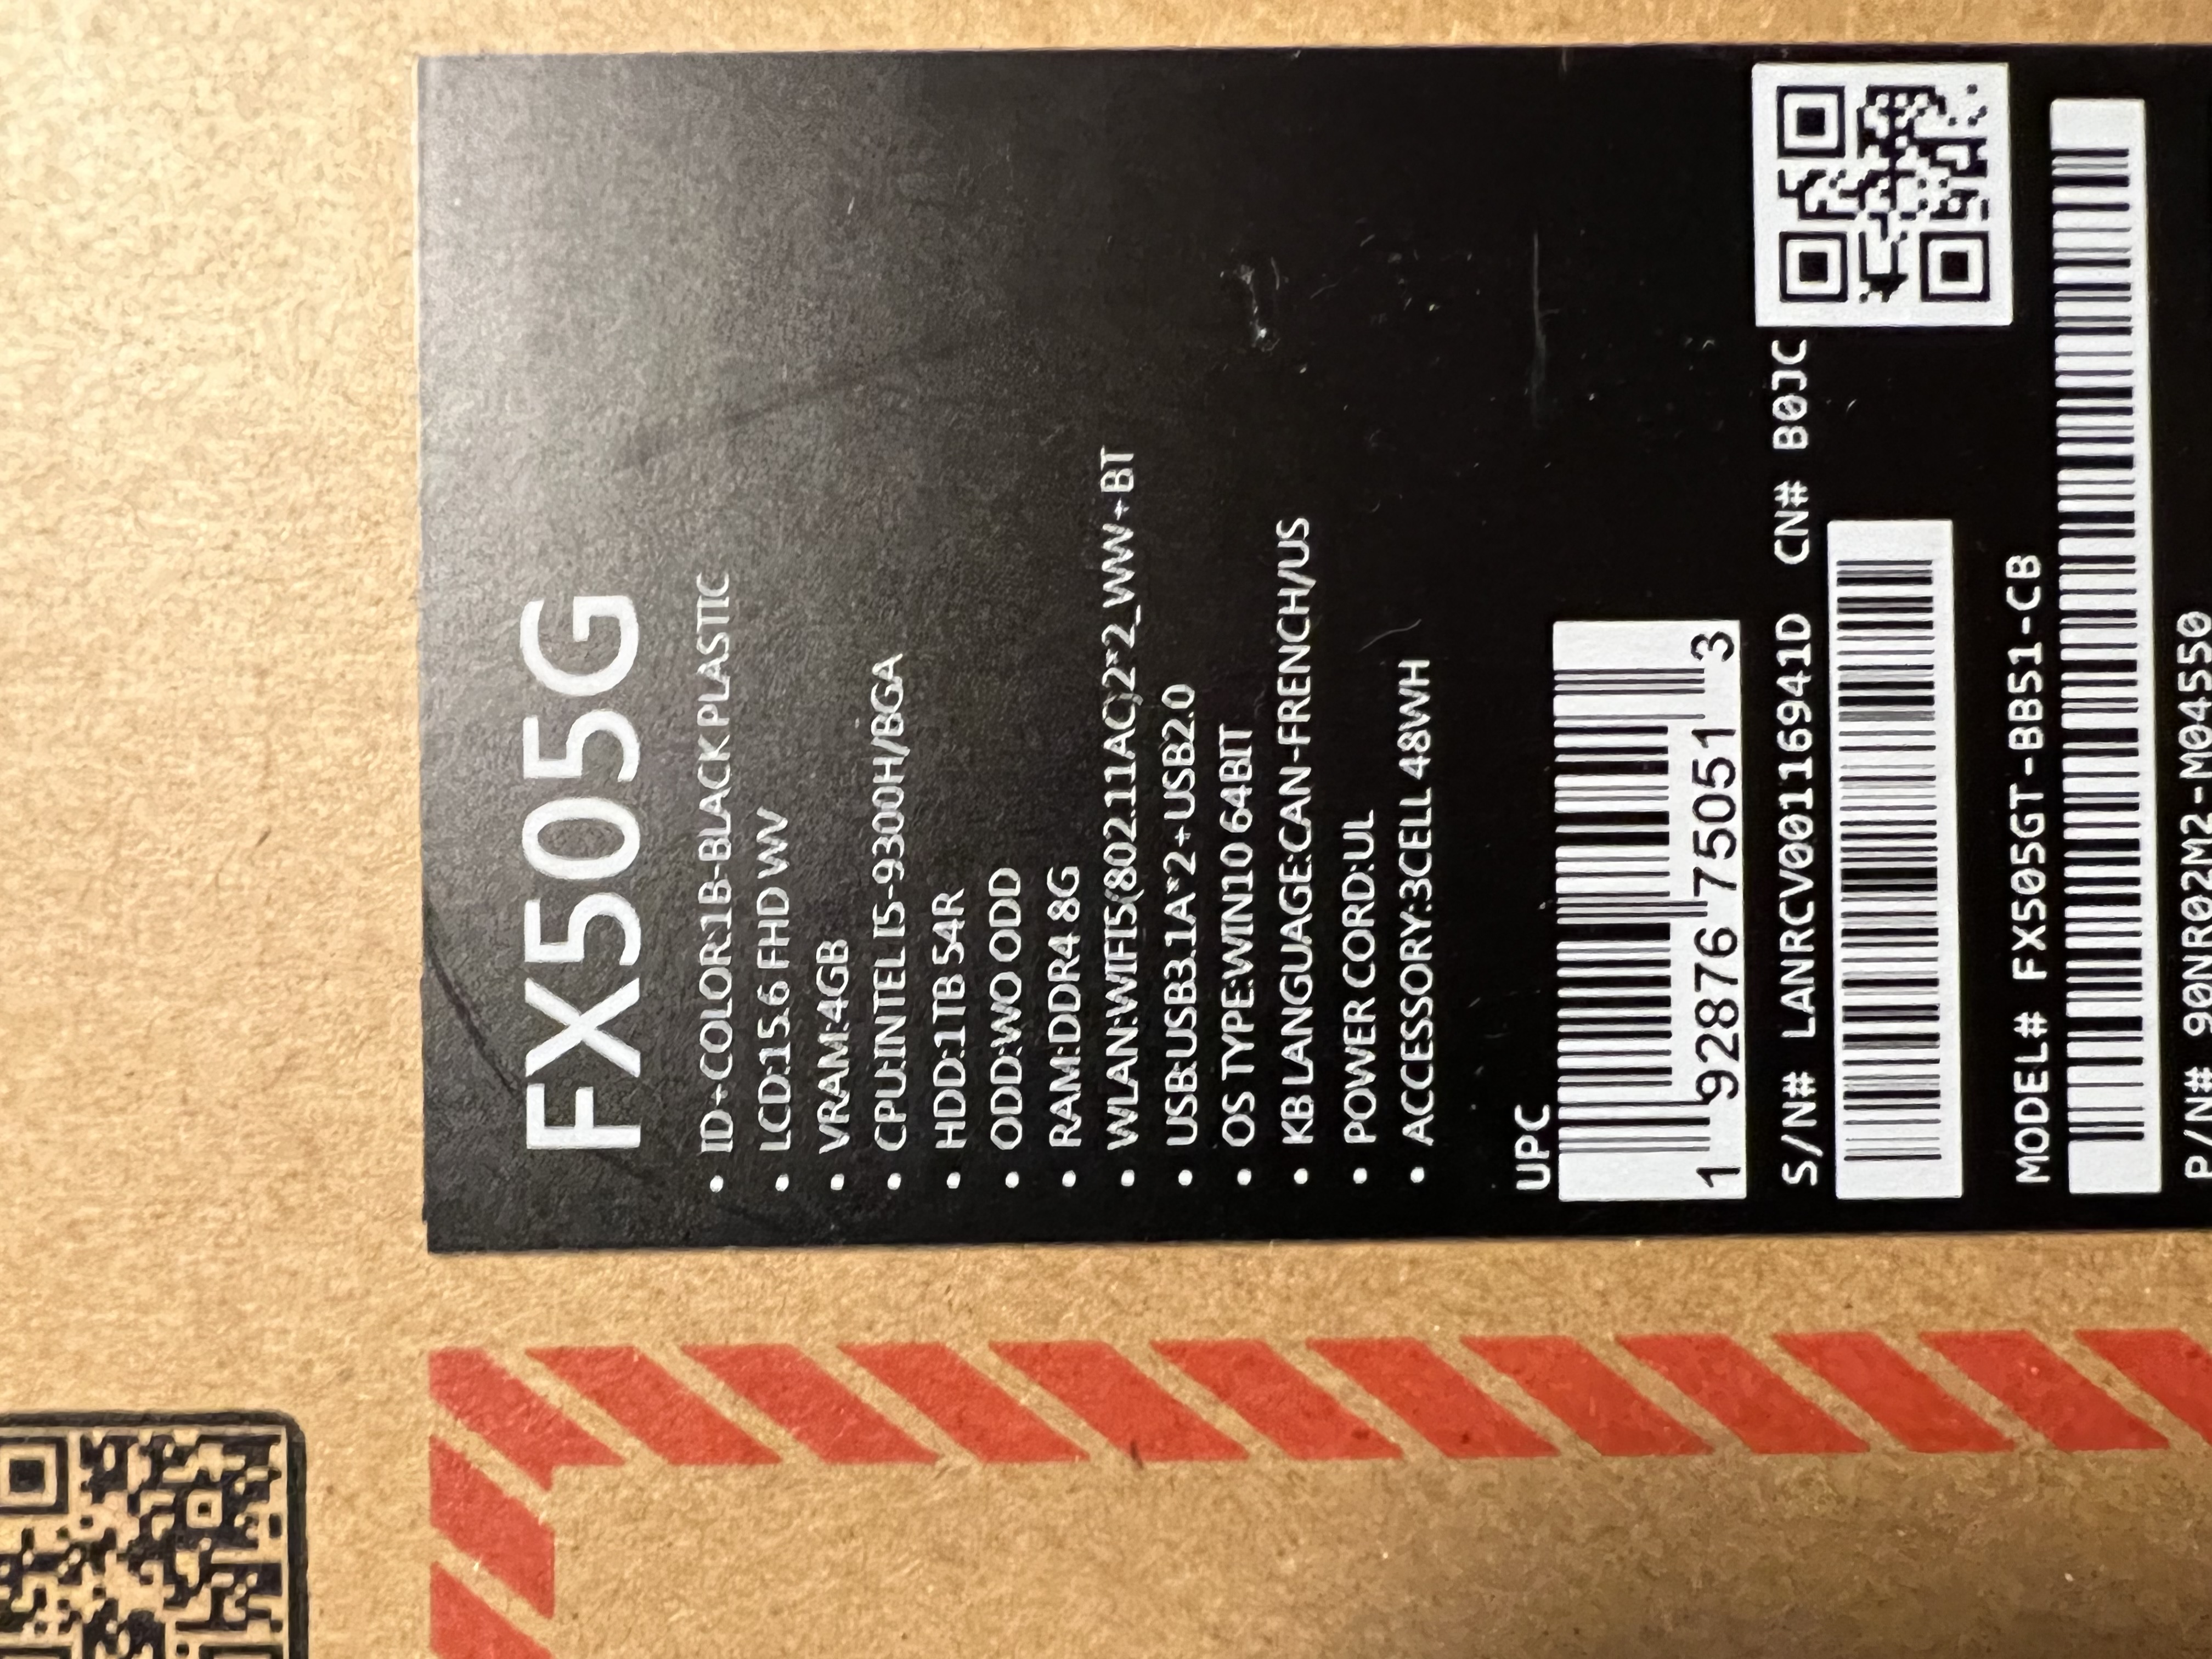 FX505G
• ID+COLOR:1B-BLACK PLASTIC
• LCD:15.6 FHD VWV
• VRAM:4GB
• CPU:INTEL I5-9300H/BGA
• HDD:1TB 54R
• ODD:WO ODD
• RAM:DDR4 8G
• WLAN:WIFI5(802.11AC)2*2_WW+BT
• USB:USB3.1A*2+USB2.0
• OS TYPE:WIN10 64BIT
• KB LANGUAGE:CAN-FRENCH/US
• POWER CORD:UL
• ACCESSORY:3CELL 48WH
UPC
1 92876 75051 3
S/N# LANRCV00116941D CN# B0JC
MODEL# FX505GT-BB51-CB
P/N# 90NR02M2-M04550